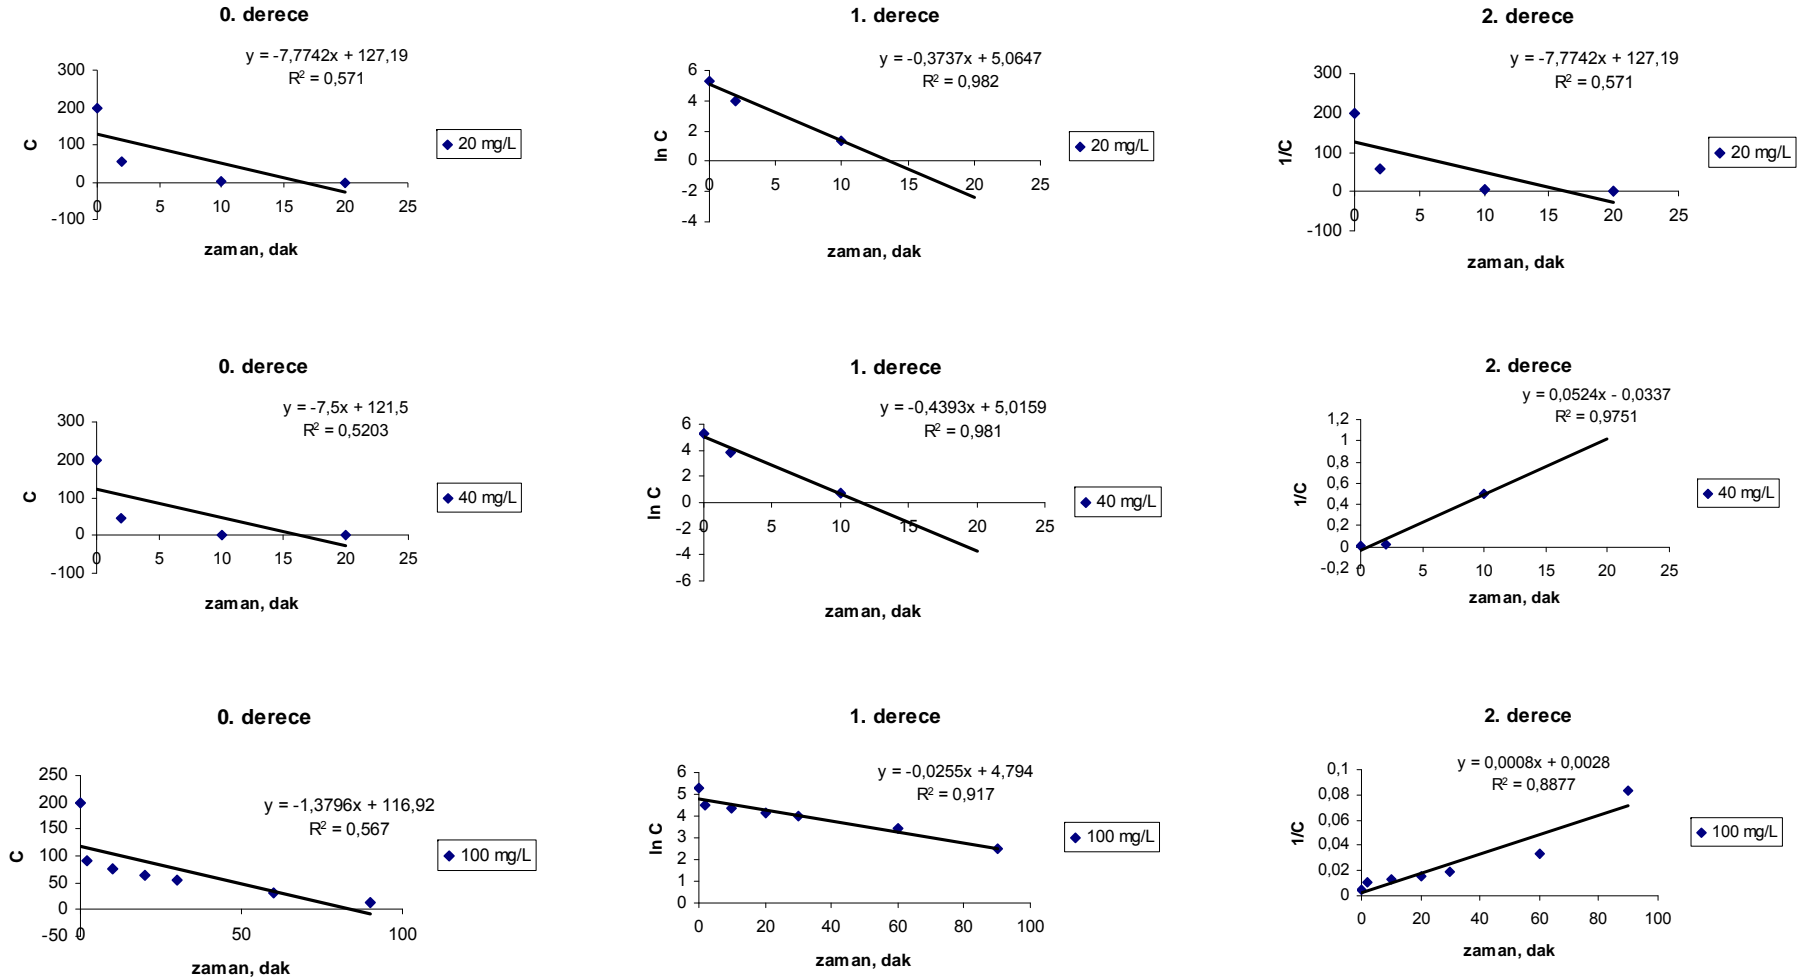 0. derece
y = -7,7742x + 127,19
R² = 0,571
300
200
100
0
-100
0 5 10 15 20 25
C
zaman, dak
20 mg/L
1. derece
y = -0,3737x + 5,0647
R² = 0,982
6
4
2
0
-2
-4
0 5 10 15 20 25
ln C
zaman, dak
20 mg/L
2. derece
y = -7,7742x + 127,19
R² = 0,571
300
200
100
0
-100
0 5 10 15 20 25
1/C
zaman, dak
20 mg/L
0. derece
y = -7,5x + 121,5
R² = 0,5203
300
200
100
0
-100
0 5 10 15 20 25
C
zaman, dak
40 mg/L
1. derece
y = -0,4393x + 5,0159
R² = 0,981
6
4
2
0
-2
-4
-6
0 5 10 15 20 25
ln C
zaman, dak
40 mg/L
2. derece
y = 0,0524x - 0,0337
R² = 0,9751
1,2
1
0,8
0,6
0,4
0,2
0
-0,2
0 5 10 15 20 25
1/C
zaman, dak
40 mg/L
0. derece
y = -1,3796x + 116,92
R² = 0,567
250
200
150
100
50
0
-50
0 50 100
C
zaman, dak
100 mg/L
1. derece
y = -0,0255x + 4,794
R² = 0,917
6
5
4
3
2
1
0
0 20 40 60 80 100
ln C
zaman, dak
100 mg/L
2. derece
y = 0,0008x + 0,0028
R² = 0,8877
0,1
0,08
0,06
0,04
0,02
0
0 20 40 60 80 100
1/C
zaman, dak
100 mg/L